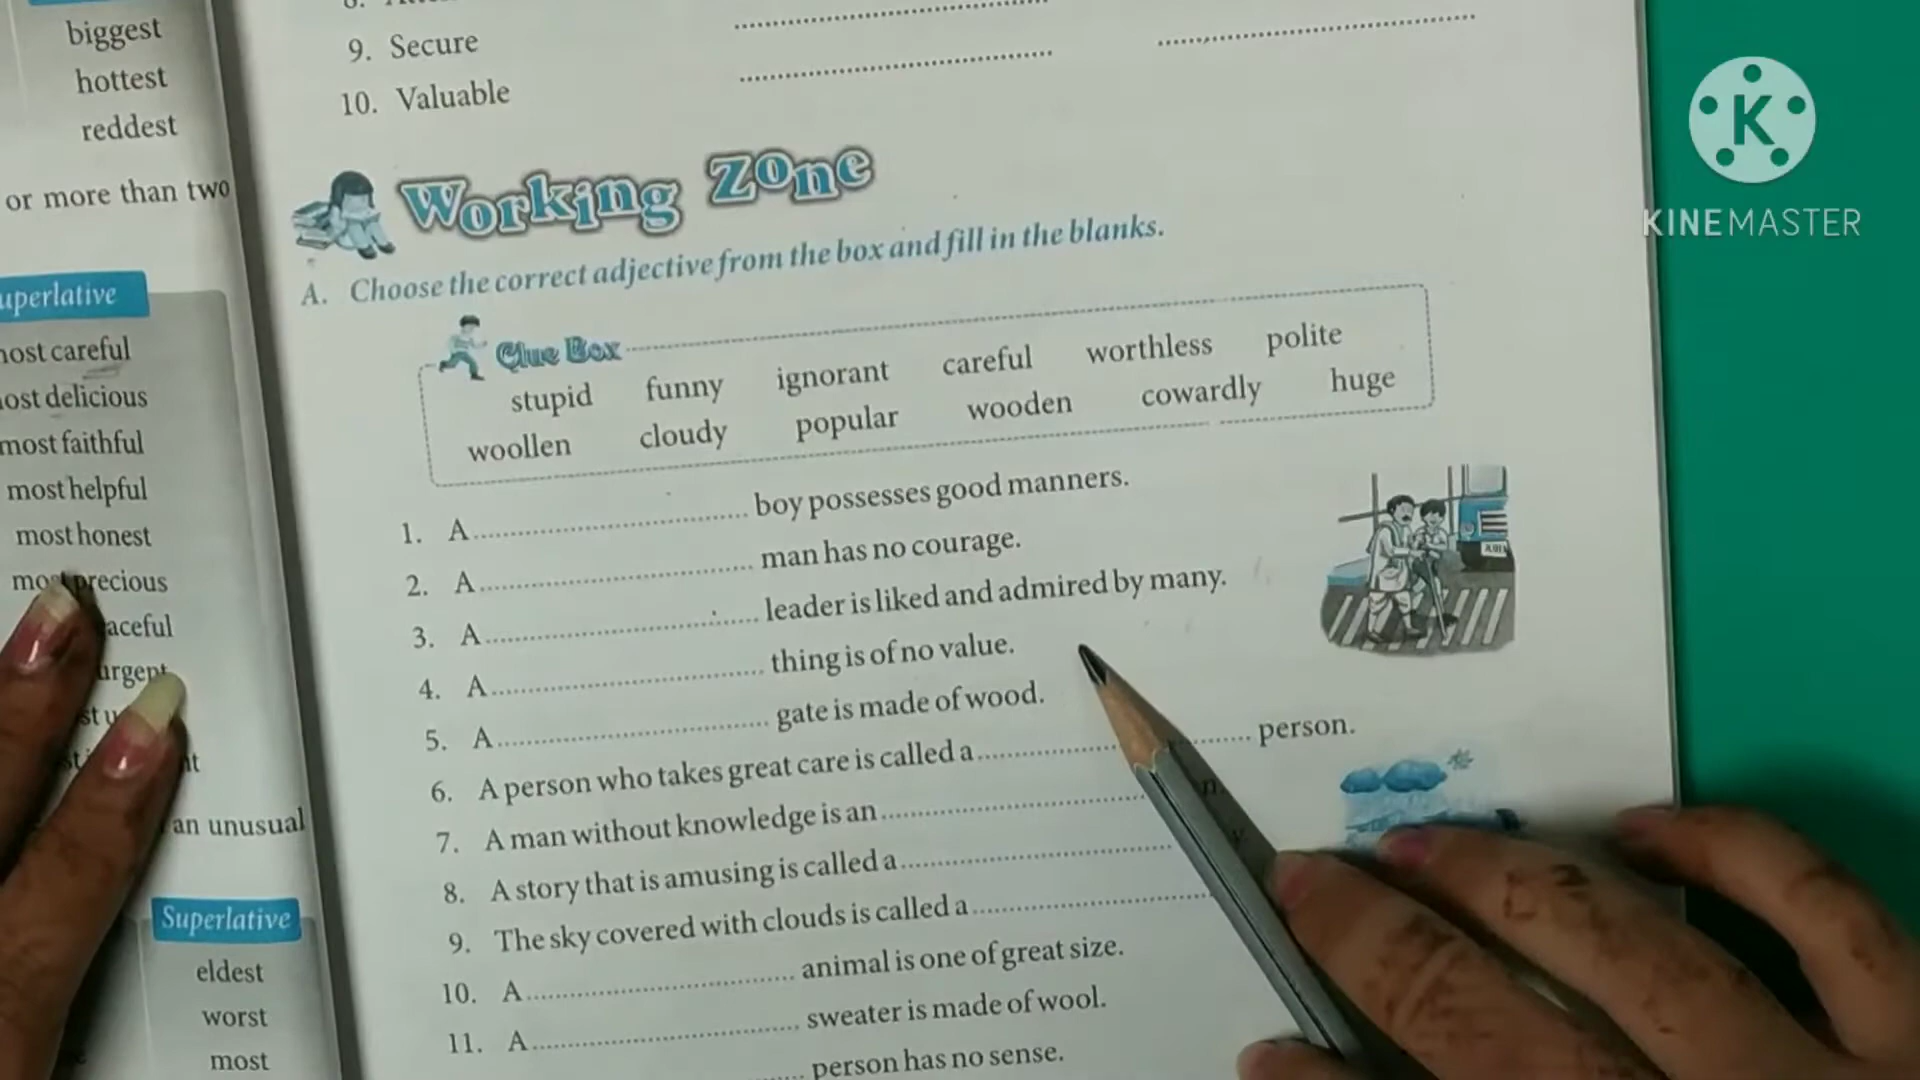 biggest
hottest
reddest
or more than two
Superlative
most careful
most delicious
most faithful
most helpful
most honest
most precious
urgent
an unusual
Superlative
eldest
worst
most
9. Secure
10. Valuable
Working Zone
A. Choose the correct adjective from the box and fill in the blanks.
Clue Box
stupid funny ignorant careful worthless polite
woollen cloudy popular wooden cowardly huge
1. A .............................. boy possesses good manners.
2. A .............................. man has no courage.
3. A .............................. leader is liked and admired by many.
4. A .............................. thing is of no value.
5. A .............................. gate is made of wood.
6. A person who takes great care is called a .............................. person.
7. A man without knowledge is an ..............................
8. A story that is amusing is called a ..............................
9. The sky covered with clouds is called a ..............................
10. A .............................. animal is one of great size.
11. A .............................. sweater is made of wool.
.... person has no sense.
K
KINEMASTER